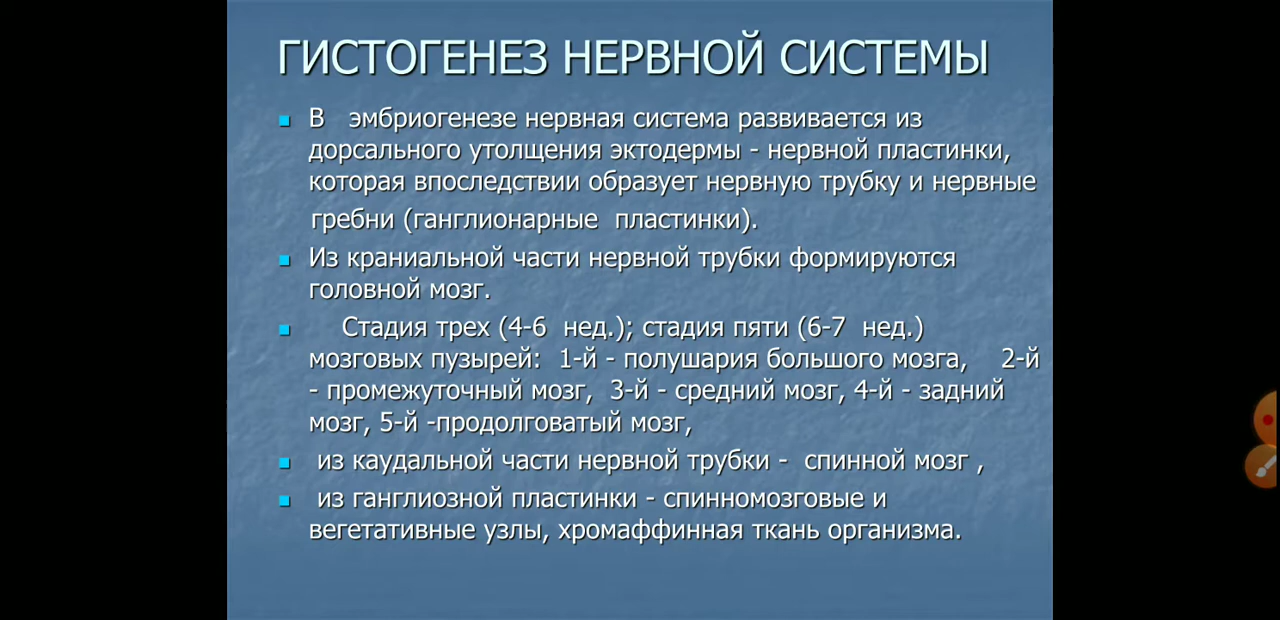 ГИСТОГЕНЕЗ НЕРВНОЙ СИСТЕМЫ
В эмбриогенезе нервная система развивается из
дорсального утолщения эктодермы - нервной пластинки,
которая впоследствии образует нервную трубку и нервные
гребни (ганглионарные пластинки).
Из краниальной части нервной трубки формируются
головной мозг.
Стадия трех (4-6 нед.); стадия пяти (6-7 нед.)
мозговых пузырей: 1-й - полушария большого мозга, 2-й
- промежуточный мозг, 3-й - средний мозг, 4-й - задний
мозг, 5-й -продолговатый мозг,
из каудальной части нервной трубки - спинной мозг ,
из ганглиозной пластинки - спинномозговые и
вегетативные узлы, хромаффинная ткань организма.